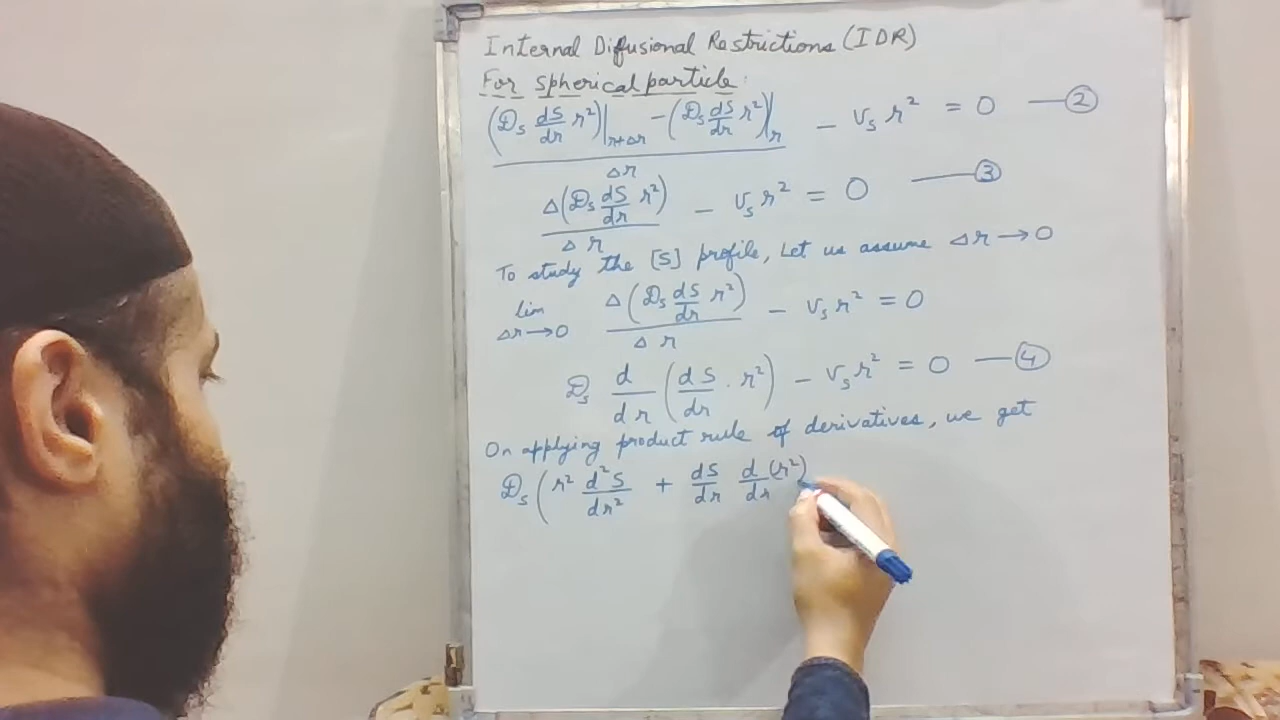 Internal Diffusional Restrictions (IDR)
For spherical particle:
(𝒟s dS/dr r²)|r+Δr − (𝒟s dS/dr r²)|r / Δr − vs r² = 0 — ②
Δ(𝒟s dS/dr r²) / Δr − vs r² = 0 — ③
To study the [S] profile, Let us assume Δr → 0
lim Δr→0 Δ(𝒟s dS/dr r²) / Δr − vs r² = 0
𝒟s d/dr (dS/dr . r²) − vs r² = 0 — ④
On applying product rule of derivatives, we get
𝒟s (r² d²S/dr² + dS/dr d/dr (r²)